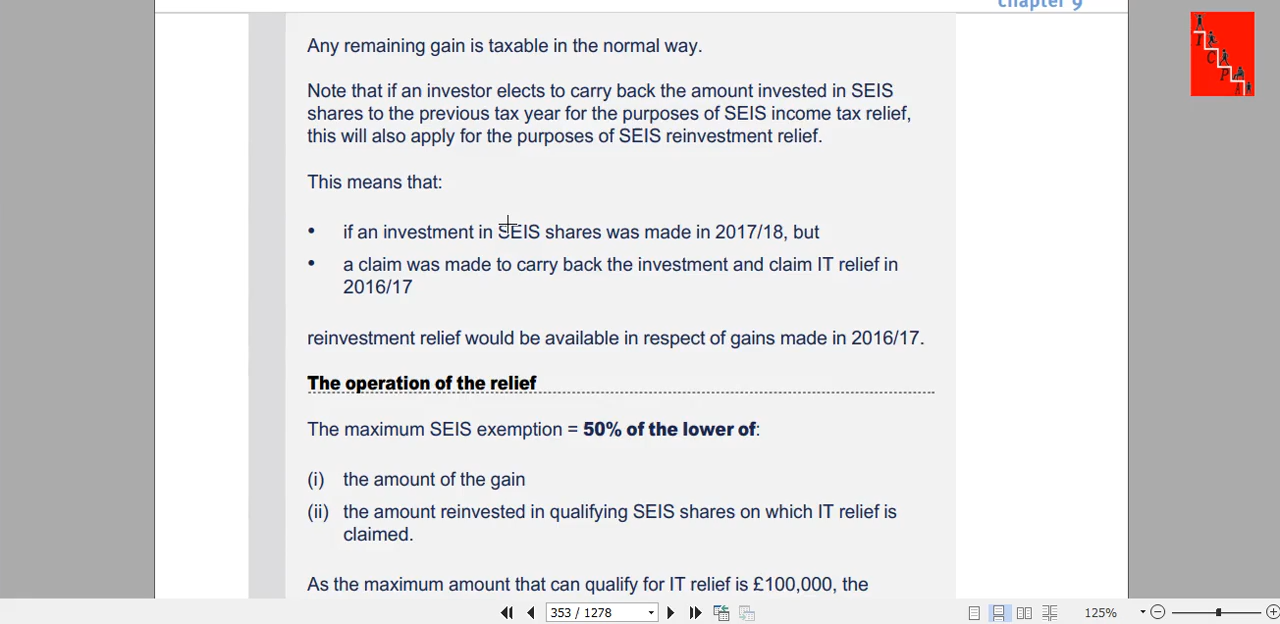 chapter 9
Any remaining gain is taxable in the normal way.
Note that if an investor elects to carry back the amount invested in SEIS
shares to the previous tax year for the purposes of SEIS income tax relief,
this will also apply for the purposes of SEIS reinvestment relief.
This means that:
• if an investment in SEIS shares was made in 2017/18, but
• a claim was made to carry back the investment and claim IT relief in
2016/17
reinvestment relief would be available in respect of gains made in 2016/17.
The operation of the relief
The maximum SEIS exemption = 50% of the lower of:
(i) the amount of the gain
(ii) the amount reinvested in qualifying SEIS shares on which IT relief is
claimed.
As the maximum amount that can qualify for IT relief is £100,000, the
T
C
P
A
353 / 1278
125%